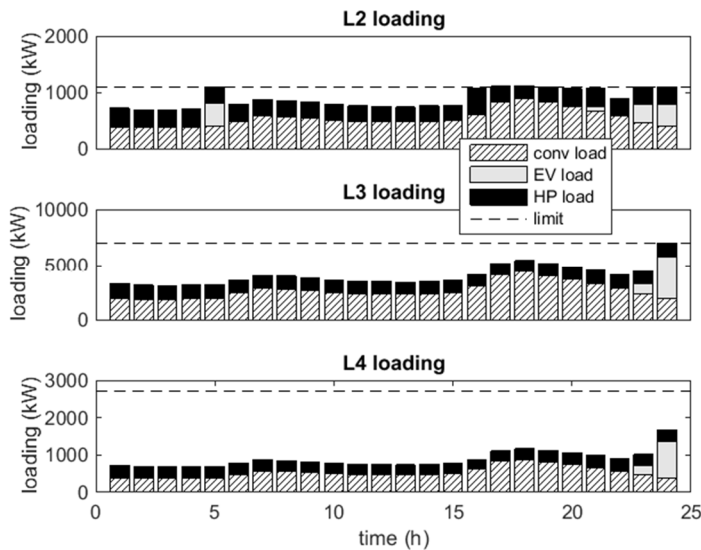 L2 loading
2000
1000
0
loading (kW)
conv load
EV load
HP load
limit
L3 loading
10000
5000
0
loading (kW)
L4 loading
3000
2000
1000
0
loading (kW)
0 5 10 15 20 25
time (h)